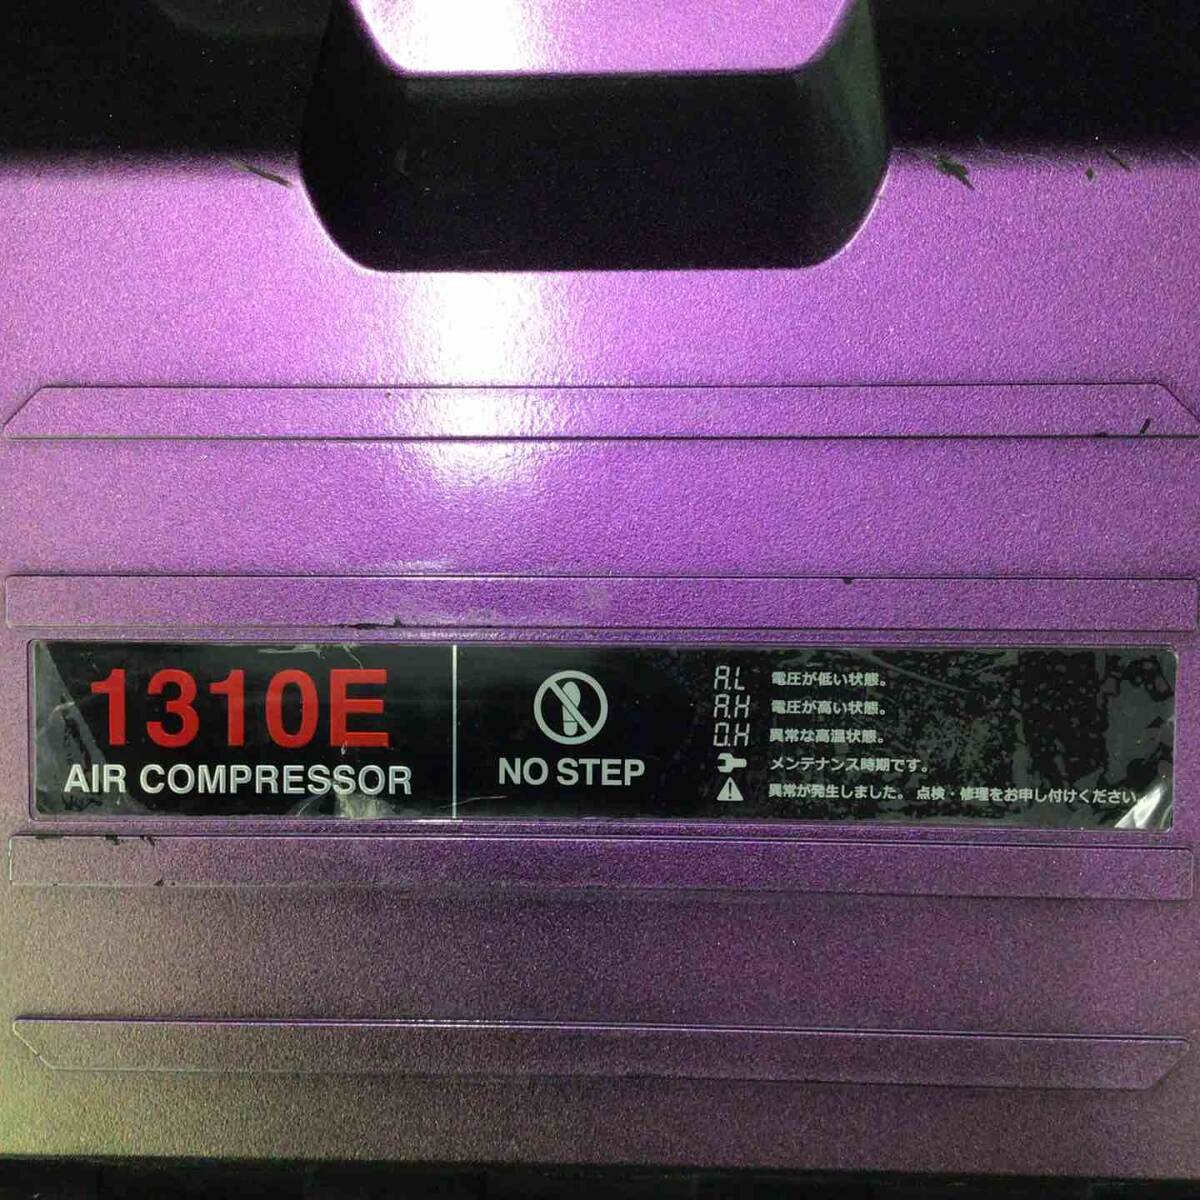 1310E
AIR COMPRESSOR
NO STEP
A.L 電圧が低い状態。
A.H 電圧が高い状態。
O.H 異常な高温状態。
メンテナンス時期です。
異常が発生しました。点検・修理をお申し付けください。